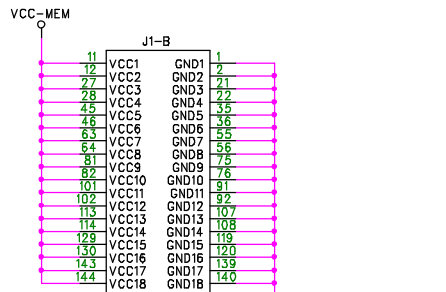 VCC-MEM
J1-B
11 VCC1 GND1 1
12 VCC2 GND2 2
27 VCC3 GND3 21
28 VCC4 GND4 22
45 VCC5 GND5 35
46 VCC6 GND6 36
63 VCC7 GND7 55
64 VCC8 GND8 56
81 VCC9 GND9 75
82 VCC10 GND10 76
101 VCC11 GND11 91
102 VCC12 GND12 92
113 VCC13 GND13 107
114 VCC14 GND14 108
129 VCC15 GND15 119
130 VCC16 GND16 120
143 VCC17 GND17 139
144 VCC18 GND18 140